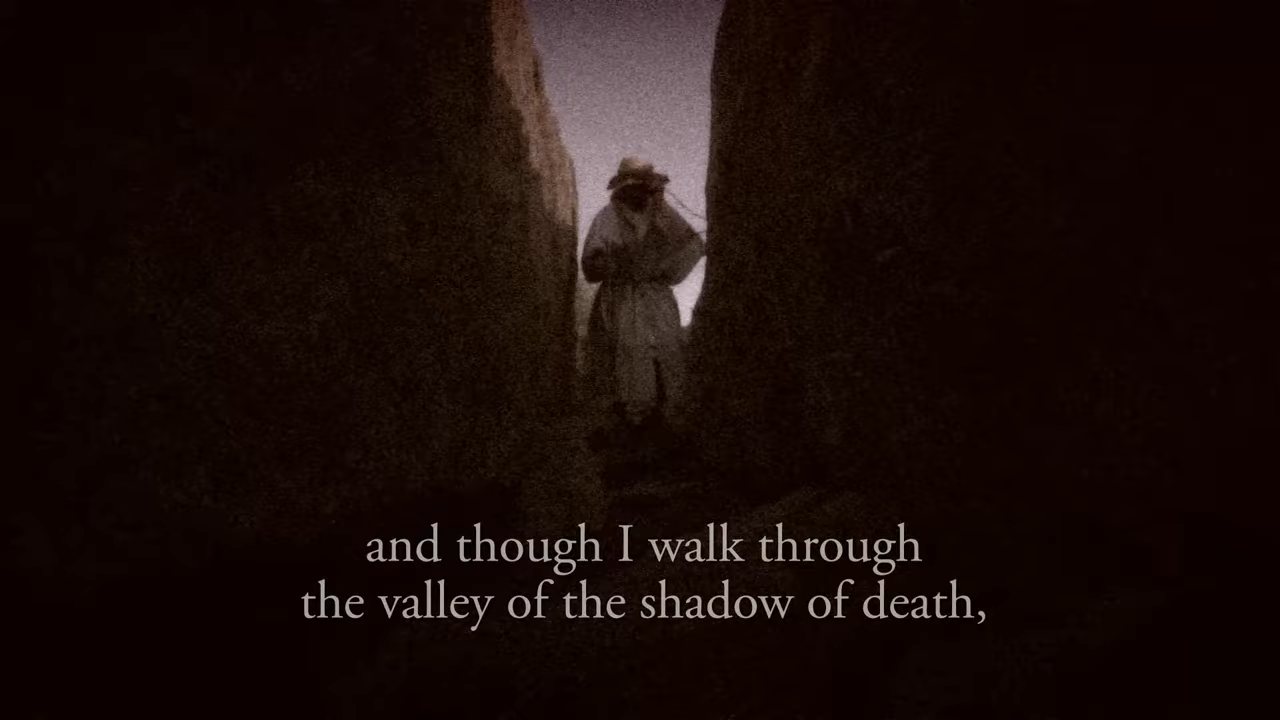 and though I walk through
the valley of the shadow of death,